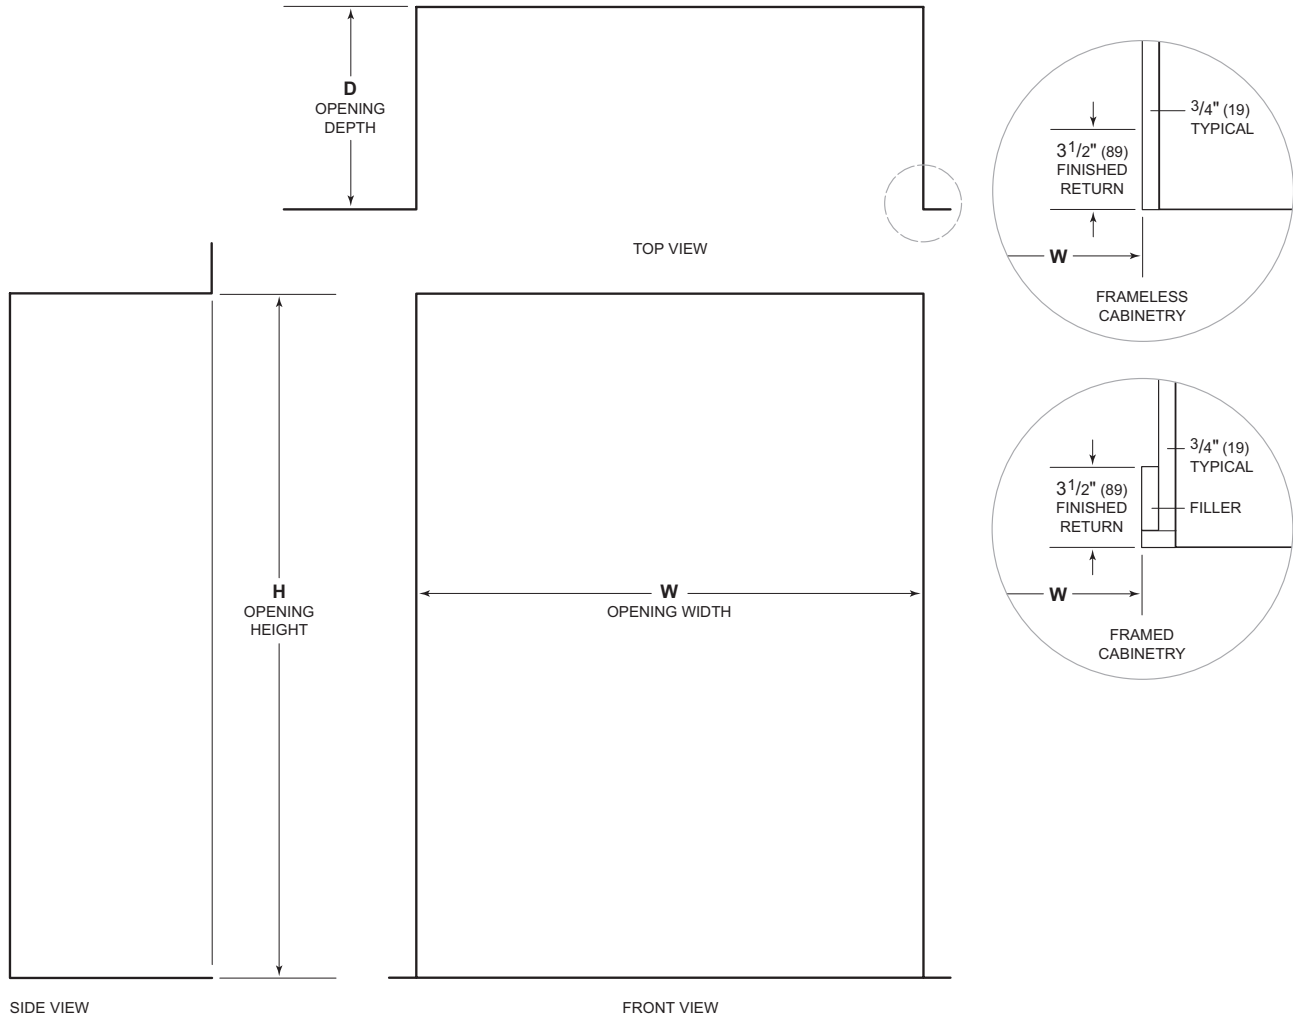 D
OPENING
DEPTH
TOP VIEW
3/4" (19)
TYPICAL
3 1/2" (89)
FINISHED
RETURN
W
FRAMELESS
CABINETRY
H
OPENING
HEIGHT
W
OPENING WIDTH
3/4" (19)
TYPICAL
3 1/2" (89)
FINISHED
RETURN
FILLER
W
FRAMED
CABINETRY
SIDE VIEW
FRONT VIEW